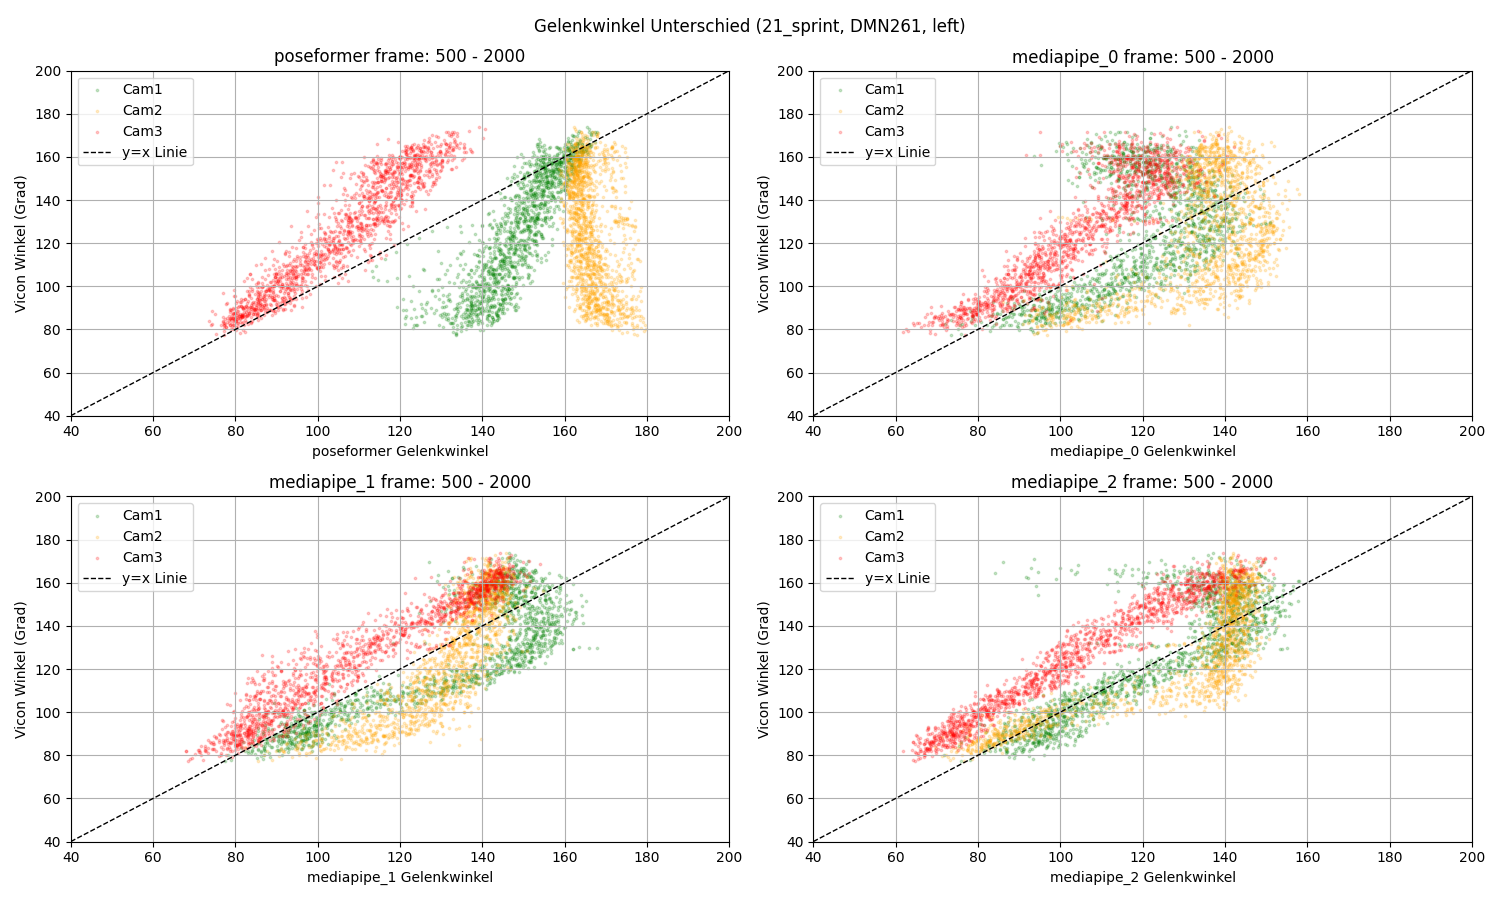 Gelenkwinkel Unterschied (21_sprint, DMN261, left)
poseformer frame: 500 - 2000
200
180
160
140
120
100
80
60
40
Vicon Winkel (Grad)
Cam1
Cam2
Cam3
y=x Linie
40 60 80 100 120 140 160 180 200
poseformer Gelenkwinkel
mediapipe_0 frame: 500 - 2000
200
180
160
140
120
100
80
60
40
Vicon Winkel (Grad)
Cam1
Cam2
Cam3
y=x Linie
40 60 80 100 120 140 160 180 200
mediapipe_0 Gelenkwinkel
mediapipe_1 frame: 500 - 2000
200
180
160
140
120
100
80
60
40
Vicon Winkel (Grad)
Cam1
Cam2
Cam3
y=x Linie
40 60 80 100 120 140 160 180 200
mediapipe_1 Gelenkwinkel
mediapipe_2 frame: 500 - 2000
200
180
160
140
120
100
80
60
40
Vicon Winkel (Grad)
Cam1
Cam2
Cam3
y=x Linie
40 60 80 100 120 140 160 180 200
mediapipe_2 Gelenkwinkel